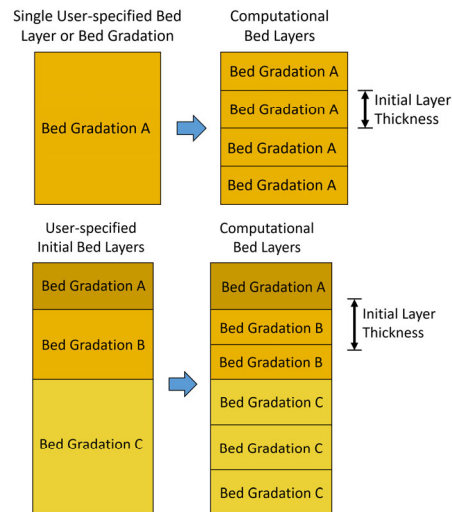 Single User-specified Bed
Layer or Bed Gradation
Computational
Bed Layers
Bed Gradation A
Bed Gradation A
Bed Gradation A
Bed Gradation A
Bed Gradation A
Initial Layer
Thickness
User-specified
Initial Bed Layers
Computational
Bed Layers
Bed Gradation A
Bed Gradation B
Bed Gradation C
Bed Gradation A
Bed Gradation B
Bed Gradation B
Bed Gradation C
Bed Gradation C
Bed Gradation C
Initial Layer
Thickness